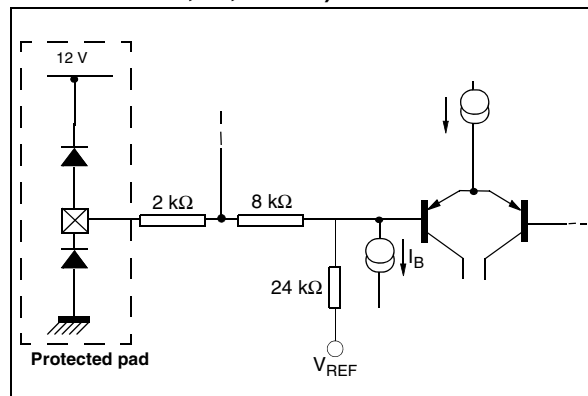 12 V
2 kΩ
8 kΩ
24 kΩ
I_B
V_REF
Protected pad